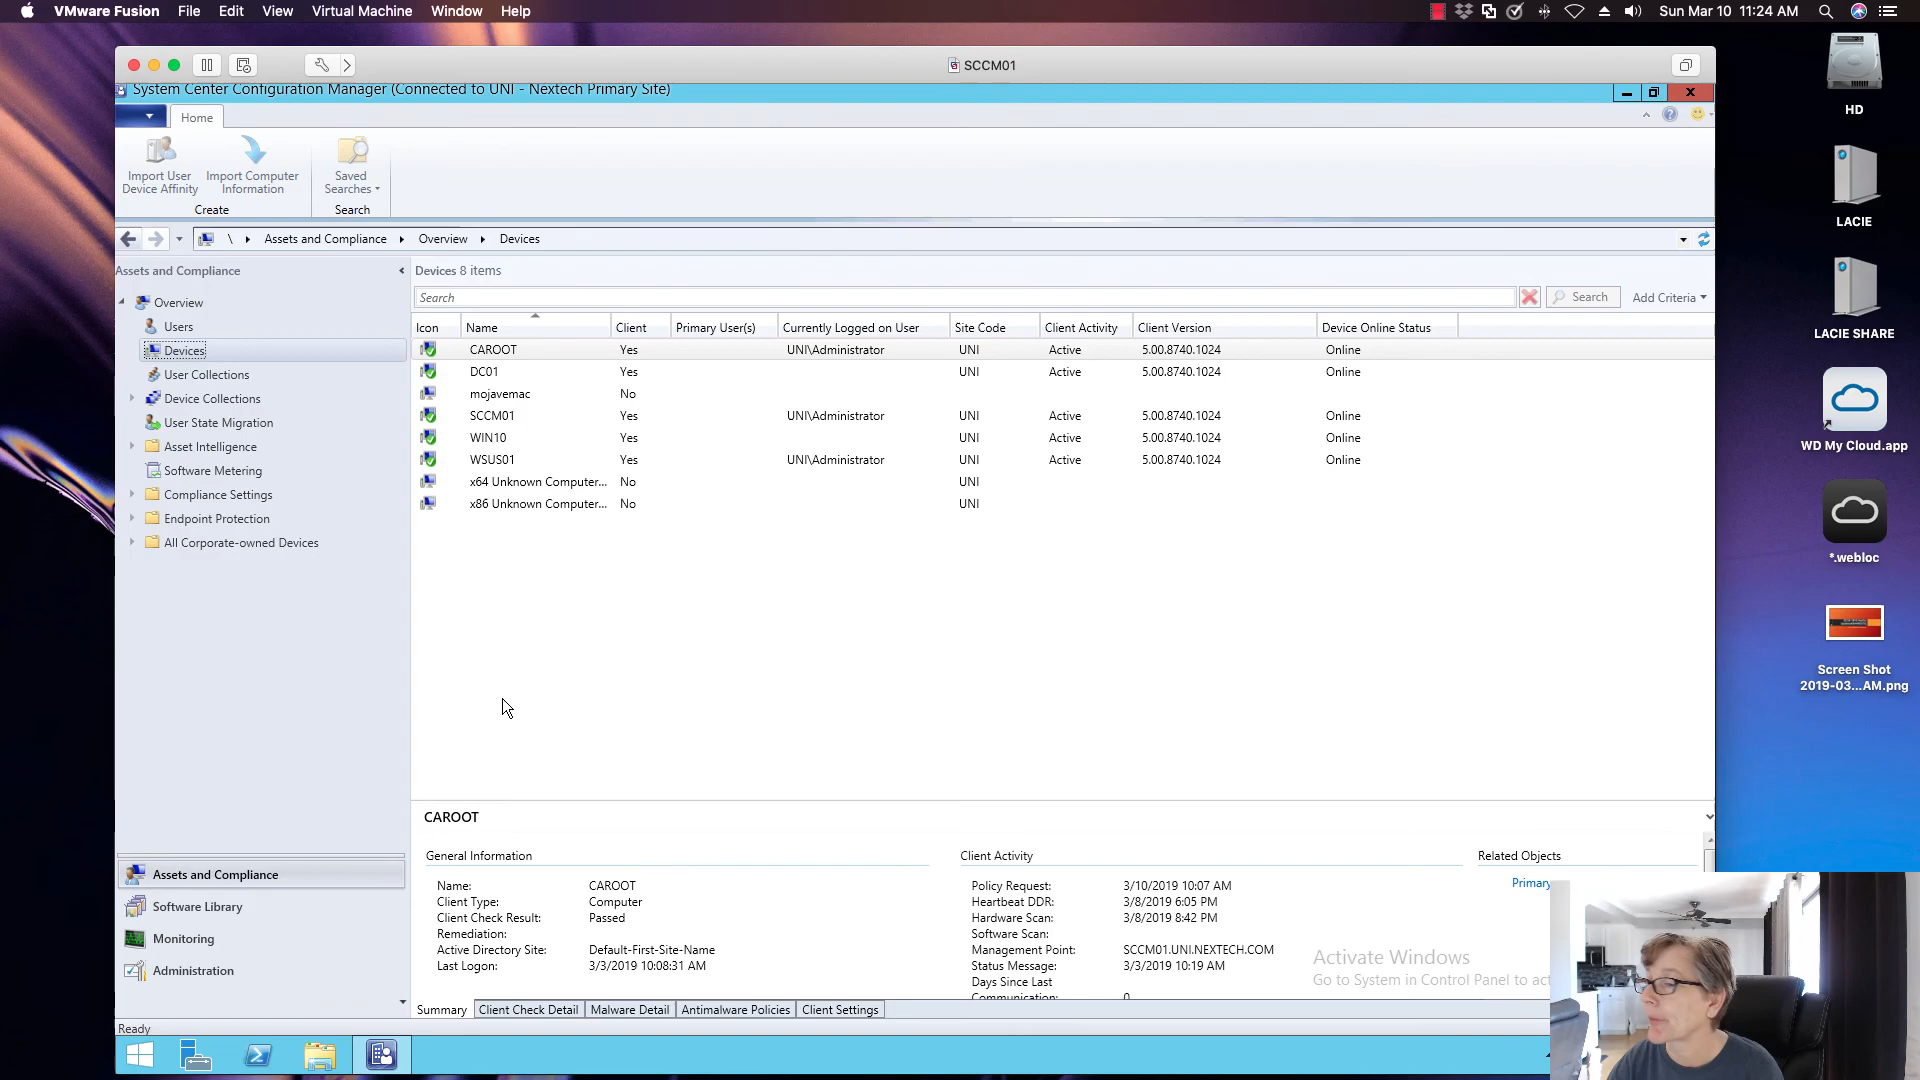 VMware Fusion File Edit View Virtual Machine Window Help Sun Mar 10 11:24 AM
SCCM01
System Center Configuration Manager (Connected to UNI - Nextech Primary Site)
Home
Import User Device Affinity
Import Computer Information
Saved Searches
Create
Search
\ Assets and Compliance Overview Devices
Assets and Compliance
Overview
Users
Devices
User Collections
Device Collections
User State Migration
Asset Intelligence
Software Metering
Compliance Settings
Endpoint Protection
All Corporate-owned Devices
Assets and Compliance
Software Library
Monitoring
Administration
Devices 8 items
Search Search Add Criteria
Icon Name Client Primary User(s) Currently Logged on User Site Code Client Activity Client Version Device Online Status
CAROOT Yes UNI\Administrator UNI Active 5.00.8740.1024 Online
DC01 Yes UNI Active 5.00.8740.1024 Online
mojavemac No
SCCM01 Yes UNI\Administrator UNI Active 5.00.8740.1024 Online
WIN10 Yes UNI Active 5.00.8740.1024 Online
WSUS01 Yes UNI\Administrator UNI Active 5.00.8740.1024 Online
x64 Unknown Computer... No UNI
x86 Unknown Computer... No UNI
CAROOT
General Information
Name: CAROOT
Client Type: Computer
Client Check Result: Passed
Remediation:
Active Directory Site: Default-First-Site-Name
Last Logon: 3/3/2019 10:08:31 AM
Client Activity
Policy Request: 3/10/2019 10:07 AM
Heartbeat DDR: 3/8/2019 6:05 PM
Hardware Scan: 3/8/2019 8:42 PM
Software Scan:
Management Point: SCCM01.UNI.NEXTECH.COM
Status Message: 3/3/2019 10:19 AM
Days Since Last
Communication: 0
Related Objects
Primary
Activate Windows
Go to System in Control Panel to act
Summary Client Check Detail Malware Detail Antimalware Policies Client Settings
Ready
HD
LACIE
LACIE SHARE
WD My Cloud.app
*.webloc
Screen Shot
2019-03...AM.png